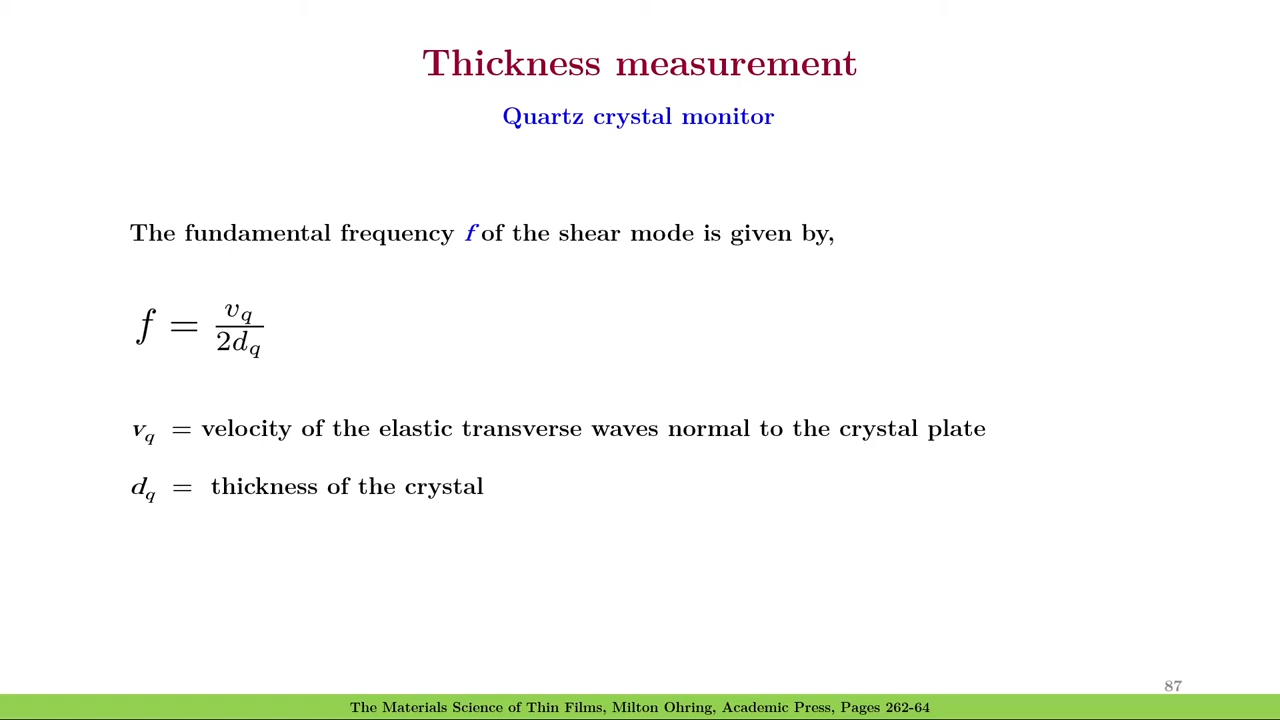 Thickness measurement
Quartz crystal monitor
The fundamental frequency f of the shear mode is given by,
f = v_q / 2d_q
v_q = velocity of the elastic transverse waves normal to the crystal plate
d_q = thickness of the crystal
87
The Materials Science of Thin Films, Milton Ohring, Academic Press, Pages 262-64